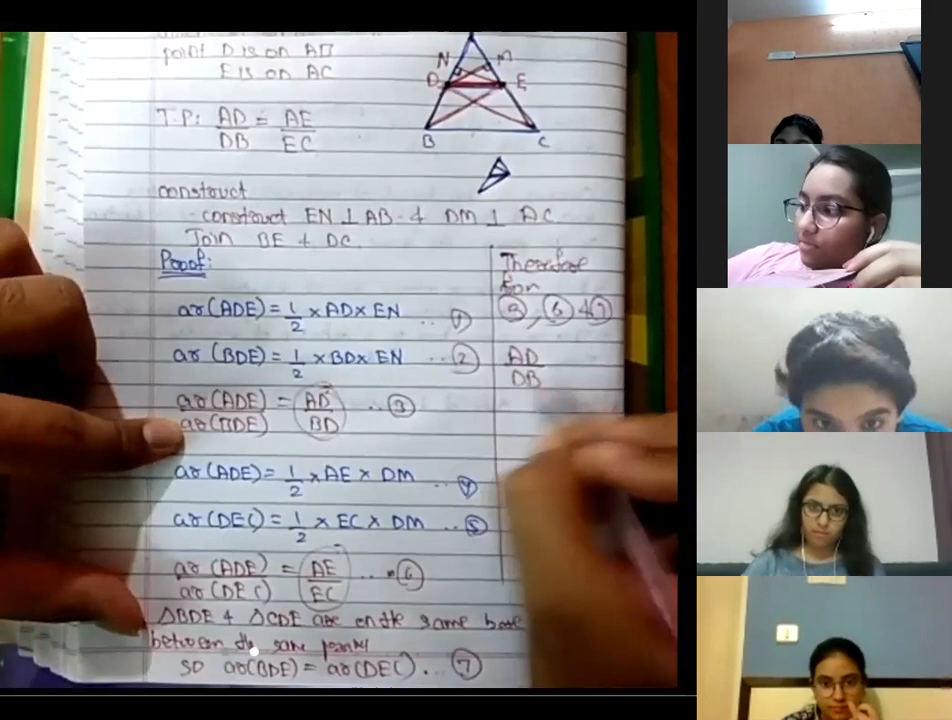 point D is on AB
E is on AC
N M
D E
T.P: AD/DB = AE/EC
B C
construct
construct EN ⊥ AB & DM ⊥ AC
Join BE & DC
Proof:
ar(ADE) = 1/2 × AD × EN ...①
ar(BDE) = 1/2 × BD × EN ...②
ar(ADE)/ar(BDE) = AD/BD ...③
ar(ADE) = 1/2 × AE × DM ...④
ar(DEC) = 1/2 × EC × DM ...⑤
ar(ADE)/ar(DEC) = AE/EC ...⑥
△BDE & △CDE are on the same base
between the same
so ar(BDE) = ar(DEC) ...⑦
Therefore
from
③, ⑥ & ⑦
AD/DB